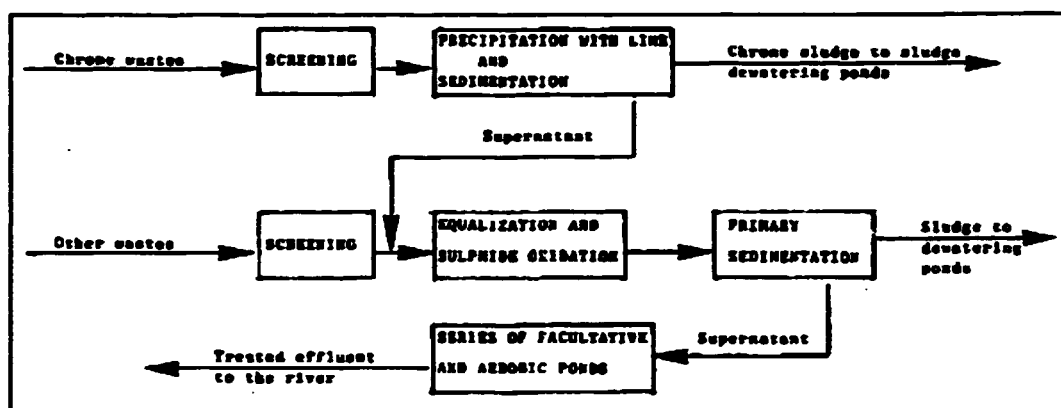 PRECIPITATION WITH LIME
Chrome wastes
SCREENING
AND
SEDIMENTATION
Chrome sludge to sludge
dewatering ponds
Supernatant
Other wastes
SCREENING
EQUALIZATION AND
SULPHIDE OXIDATION
PRIMARY
SEDIMENTATION
Sludge to
dewatering
ponds
Supernatant
SERIES OF FACULTATIVE
AND AEROBIC PONDS
Treated effluent
to the river